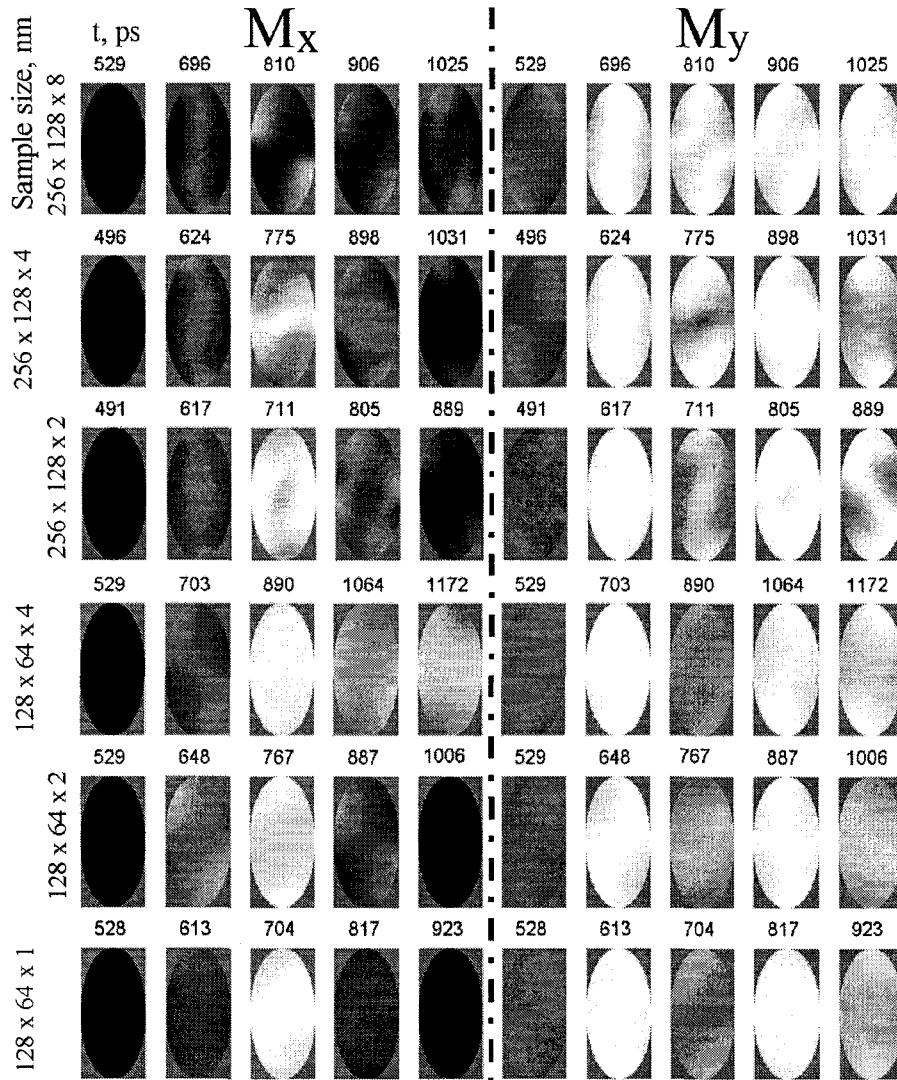 t, ps Mx My
Sample size, nm
529 696 810 906 1025 529 696 810 906 1025
256 x 128 x 8
496 624 775 898 1031 496 624 775 898 1031
256 x 128 x 4
491 617 711 805 889 491 617 711 805 889
256 x 128 x 2
529 703 890 1064 1172 529 703 890 1064 1172
128 x 64 x 4
529 648 767 887 1006 529 648 767 887 1006
128 x 64 x 2
528 613 704 817 923 528 613 704 817 923
128 x 64 x 1